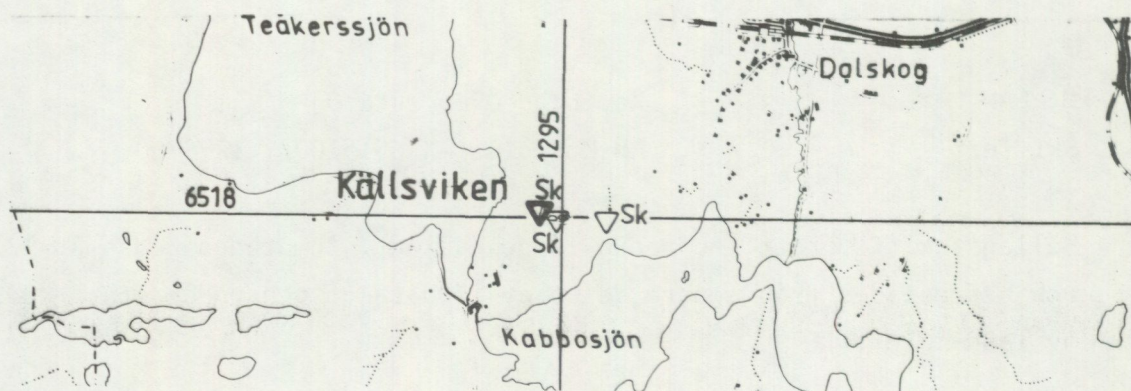 Teåkerssjön
Dalskog
1295
Källsviken
Sk
6518
Sk
Sk
Kabbosjön